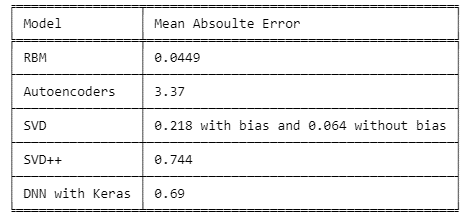 Model Mean Absoulte Error
RBM 0.0449
Autoencoders 3.37
SVD 0.218 with bias and 0.064 without bias
SVD++ 0.744
DNN with Keras 0.69